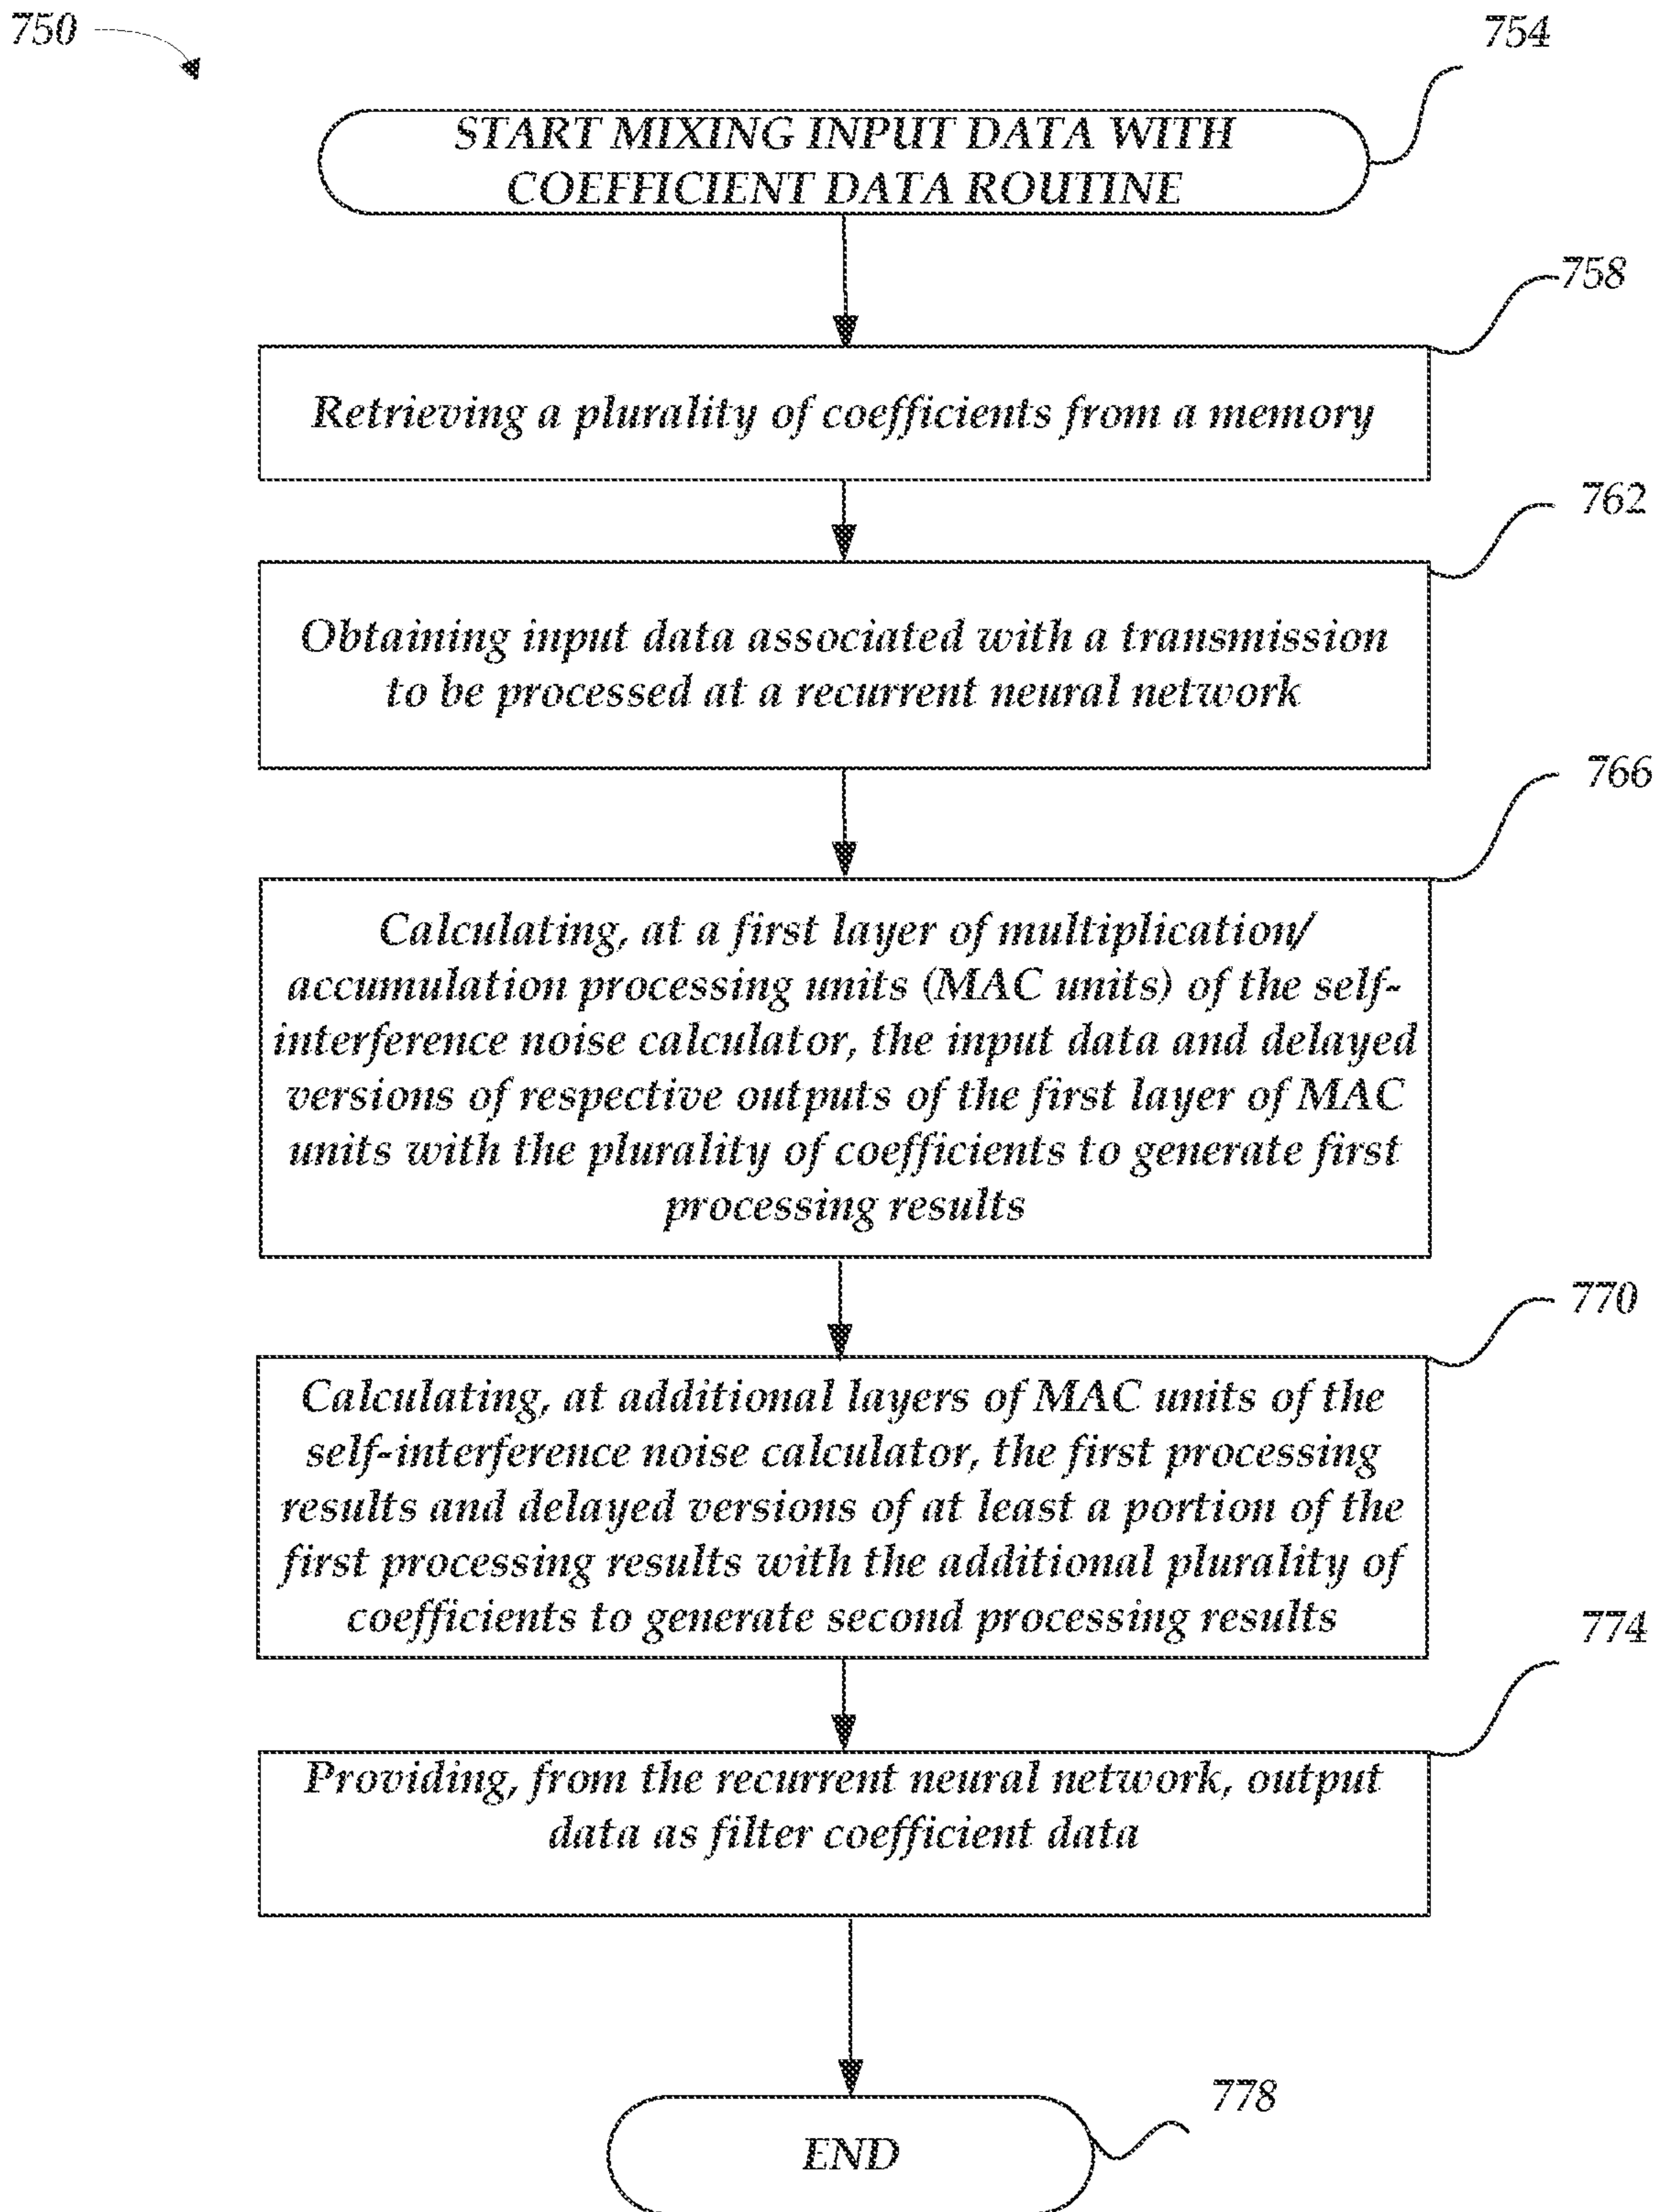 750
754
START MIXING INPUT DATA WITH
COEFFICIENT DATA ROUTINE
758
Retrieving a plurality of coefficients from a memory
762
Obtaining input data associated with a transmission
to be processed at a recurrent neural network
766
Calculating, at a first layer of multiplication/
accumulation processing units (MAC units) of the self-
interference noise calculator, the input data and delayed
versions of respective outputs of the first layer of MAC
units with the plurality of coefficients to generate first
processing results
770
Calculating, at additional layers of MAC units of the
self-interference noise calculator, the first processing
results and delayed versions of at least a portion of the
first processing results with the additional plurality of
coefficients to generate second processing results
774
Providing, from the recurrent neural network, output
data as filter coefficient data
778
END